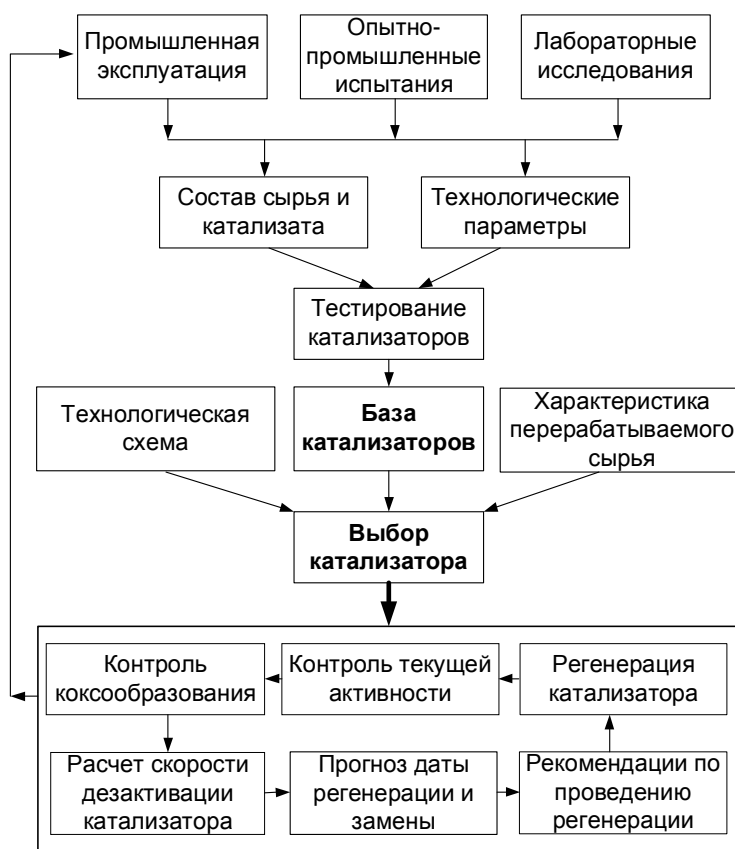 Промышленная
эксплуатация
Опытно-
промышленные
испытания
Лабораторные
исследования
Состав сырья и
катализата
Технологические
параметры
Тестирование
катализаторов
Технологическая
схема
База
катализаторов
Характеристика
перерабатываемого
сырья
Выбор
катализатора
Контроль
коксообразования
Контроль текущей
активности
Регенерация
катализатора
Расчет скорости
дезактивации
катализатора
Прогноз даты
регенерации и
замены
Рекомендации по
проведению
регенерации